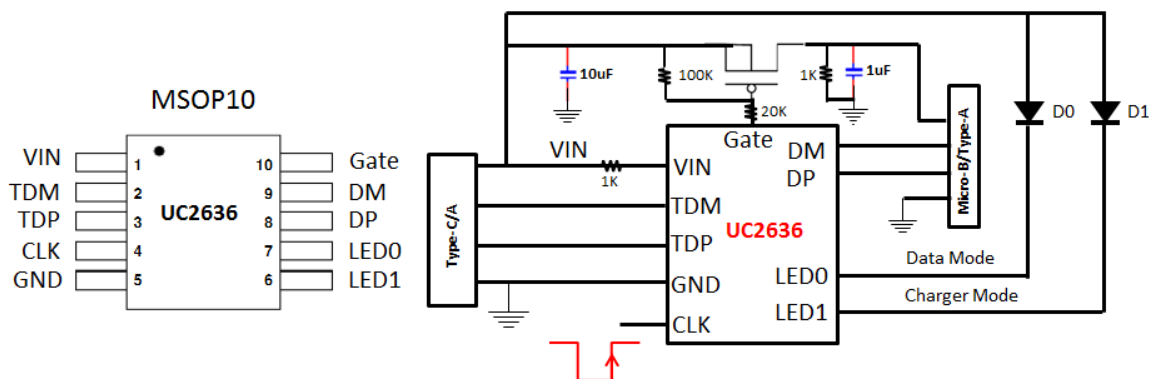 MSOP10
VIN 1 10 Gate
TDM 2 9 DM
TDP 3 UC2636 8 DP
CLK 4 7 LED0
GND 5 6 LED1
10uF
100K
1K
1uF
20K
D0
D1
Type-C/A
VIN
1K
Gate
VIN
TDM
TDP
GND
CLK
UC2636
DM
DP
LED0
LED1
Micro-B/Type-A
Data Mode
Charger Mode